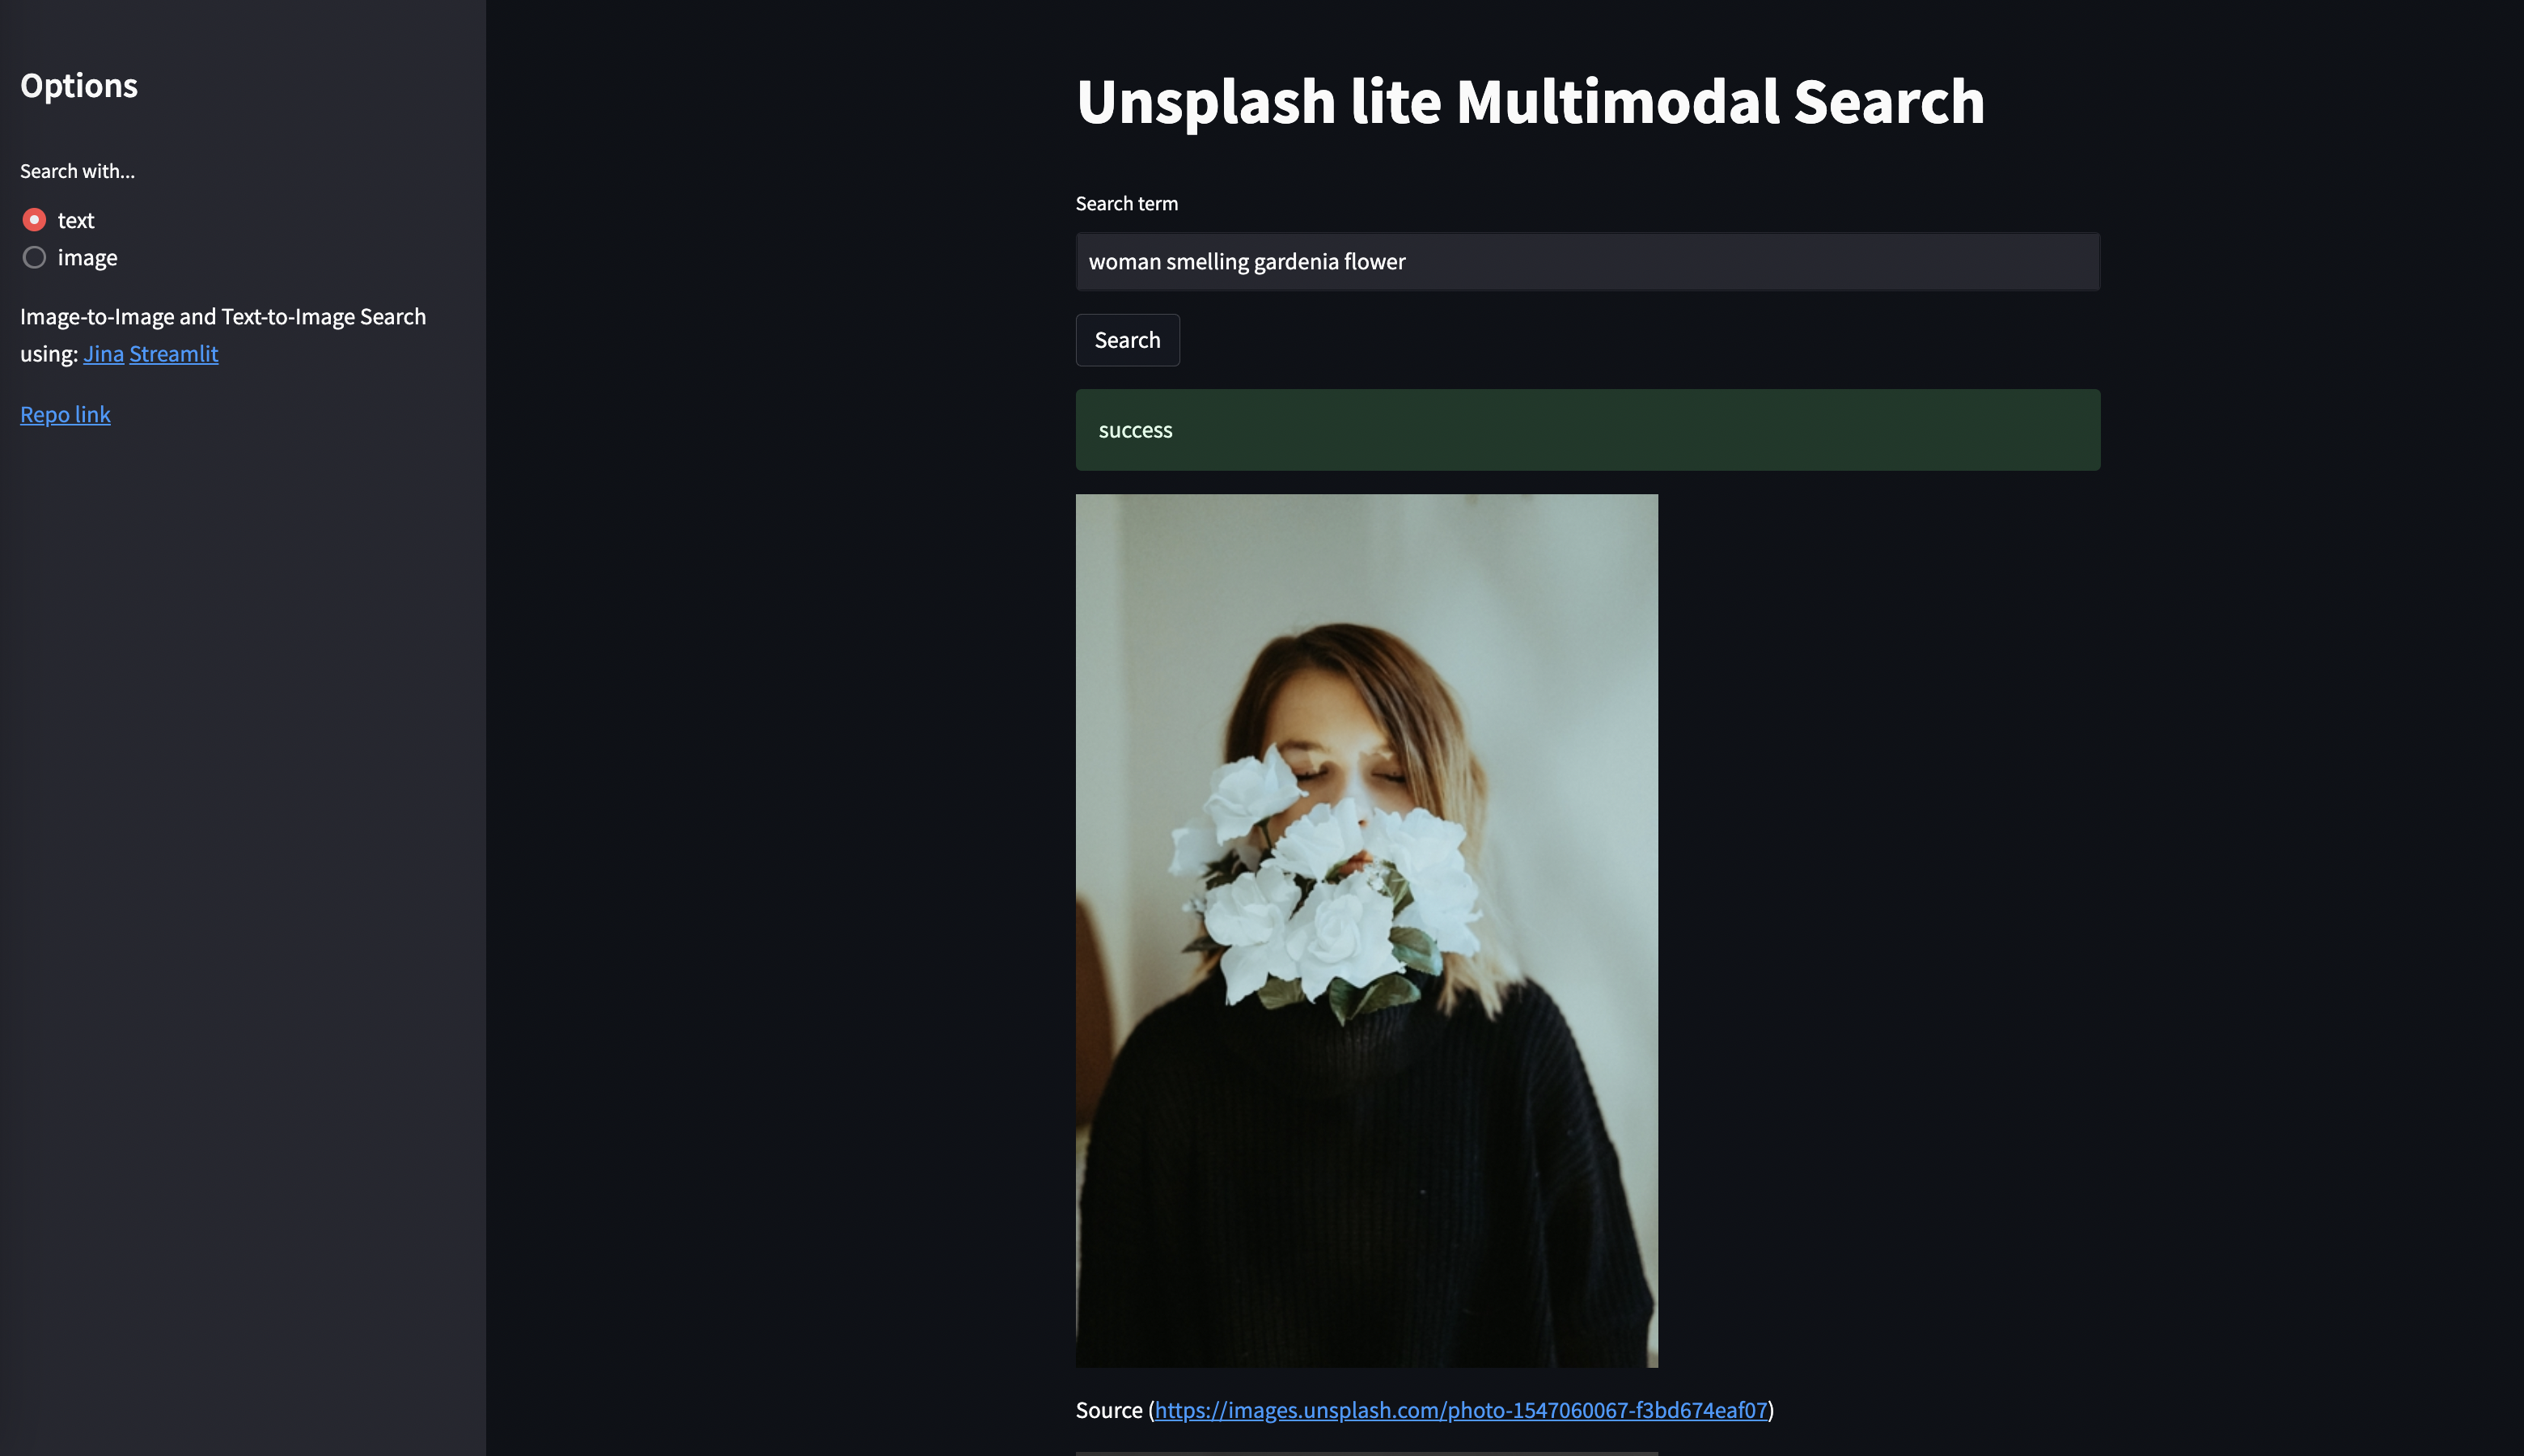 Options
Search with...
text
image
Image-to-Image and Text-to-Image Search
using: Jina Streamlit
Repo link
Unsplash lite Multimodal Search
Search term
woman smelling gardenia flower
Search
success
Source (https://images.unsplash.com/photo-1547060067-f3bd674eaf07)